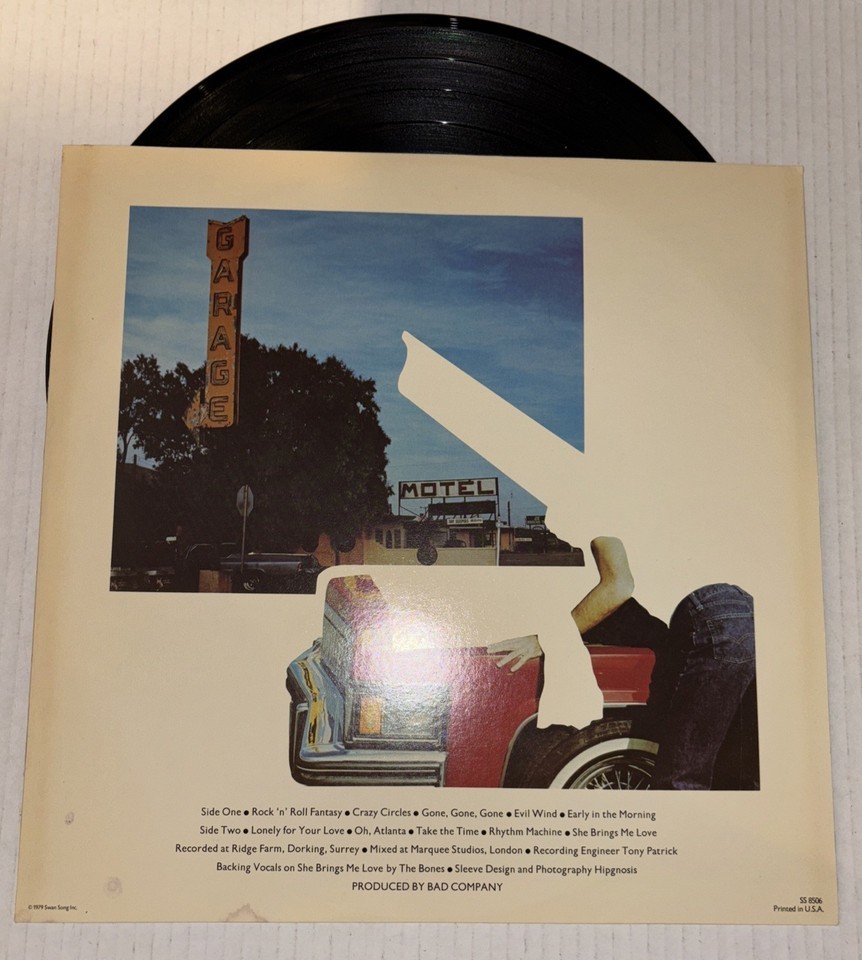 GARAGE
MOTEL
Side One • Rock 'n' Roll Fantasy • Crazy Circles • Gone, Gone, Gone • Evil Wind • Early in the Morning
Side Two • Lonely for Your Love • Oh, Atlanta • Take the Time • Rhythm Machine • She Brings Me Love
Recorded at Ridge Farm, Dorking, Surrey • Mixed at Marquee Studios, London • Recording Engineer Tony Patrick
Backing Vocals on She Brings Me Love by The Bones • Sleeve Design and Photography Hipgnosis
PRODUCED BY BAD COMPANY
© 1979 Swan Song Inc.
SS 8506
Printed in U.S.A.